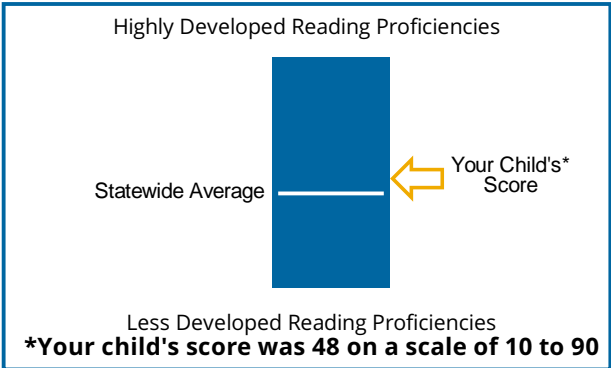 Highly Developed Reading Proficiencies
Your Child's*
Score
Statewide Average
Less Developed Reading Proficiencies
*Your child's score was 48 on a scale of 10 to 90